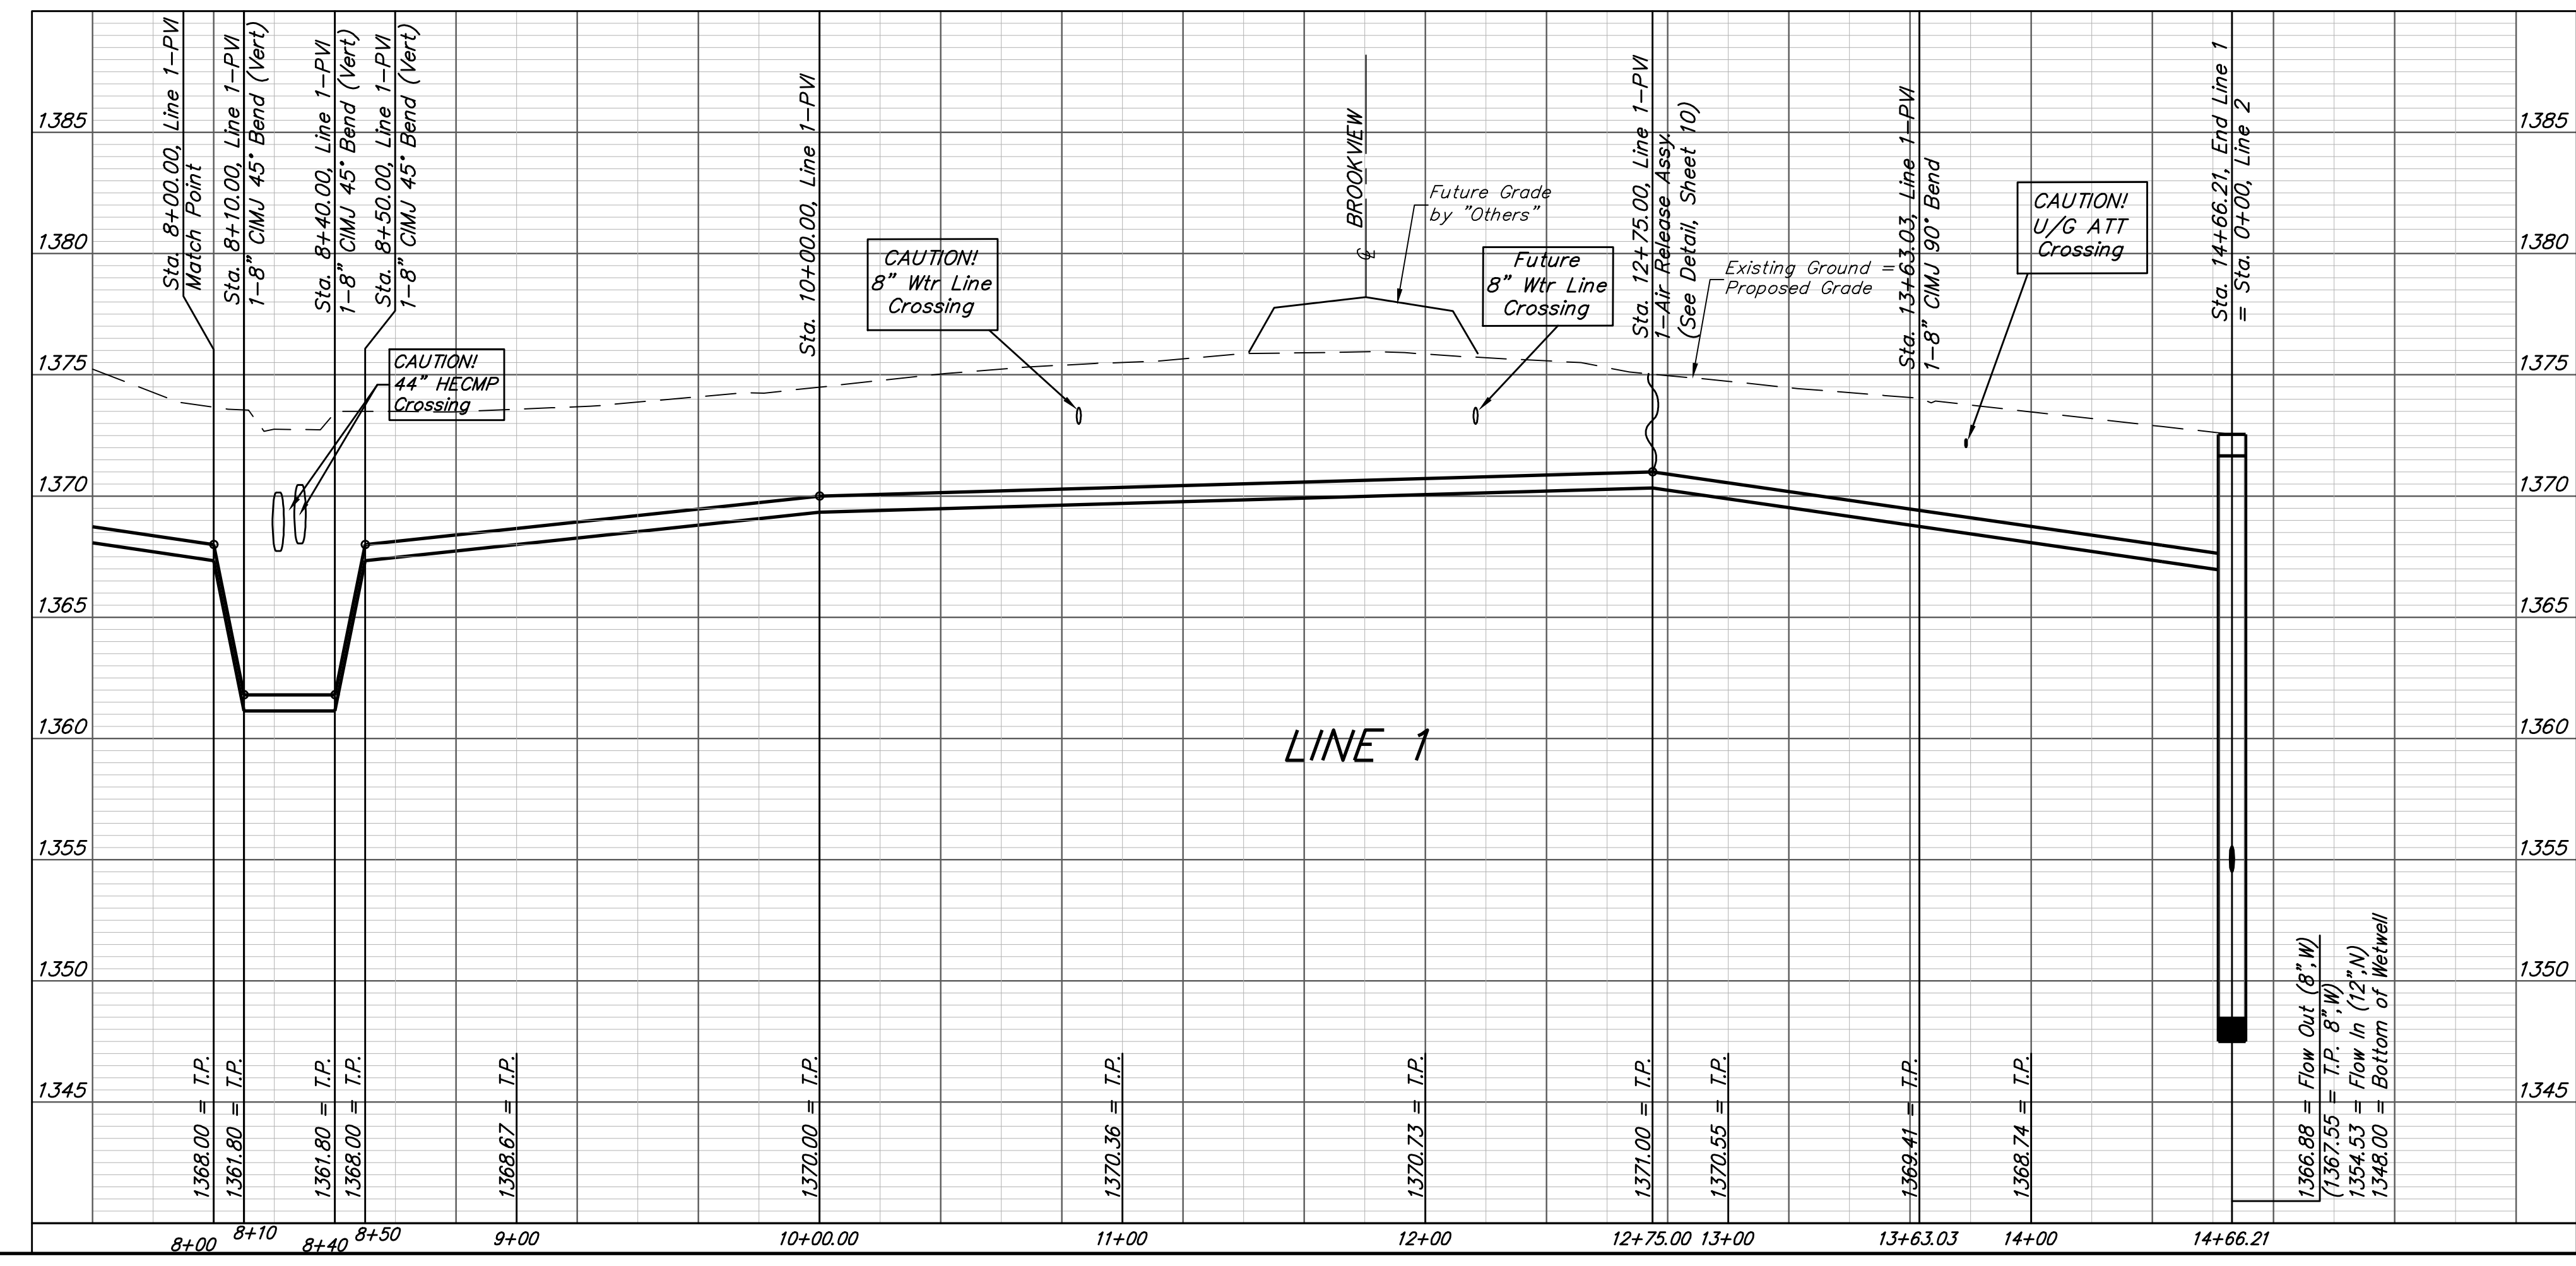 Sta. 8+00.00, Line 1-PVI
Match Point
Sta. 8+10.00, Line 1-PVI
1-8" CIMJ 45° Bend (Vert)
Sta. 8+40.00, Line 1-PVI
1-8" CIMJ 45° Bend (Vert)
Sta. 8+50.00, Line 1-PVI
1-8" CIMJ 45° Bend (Vert)
Sta. 10+00.00, Line 1-PVI
BROOKVIEW
Sta. 12+75.00, Line 1-PVI
1-Air Release Assy.
(See Detail, Sheet 10)
Sta. 13+63.03, Line 1-PVI
1-8" CIMJ 90° Bend
Sta. 14+66.21, End Line 1
= Sta. 0+00, Line 2
CAUTION!
44" HECMP
Crossing
CAUTION!
8" Wtr Line
Crossing
Future Grade
by "Others"
Future
8" Wtr Line
Crossing
Existing Ground =
Proposed Grade
CAUTION!
U/G ATT
Crossing
1385
1380
1375
1370
1365
1360
1355
1350
1345
1385
1380
1375
1370
1365
1360
1355
1350
1345
LINE 1
1368.00 = T.P.
1361.80 = T.P.
1361.80 = T.P.
1368.00 = T.P.
1368.67 = T.P.
1370.00 = T.P.
1370.36 = T.P.
1370.73 = T.P.
1371.00 = T.P.
1370.55 = T.P.
1369.41 = T.P.
1368.74 = T.P.
1366.88 = Flow Out (8",W)
(1367.55 = T.P. 8",W)
1354.53 = Flow In (12",N)
1348.00 = Bottom of Wetwell
8+00
8+10
8+40
8+50
9+00
10+00.00
11+00
12+00
12+75.00
13+00
13+63.03
14+00
14+66.21